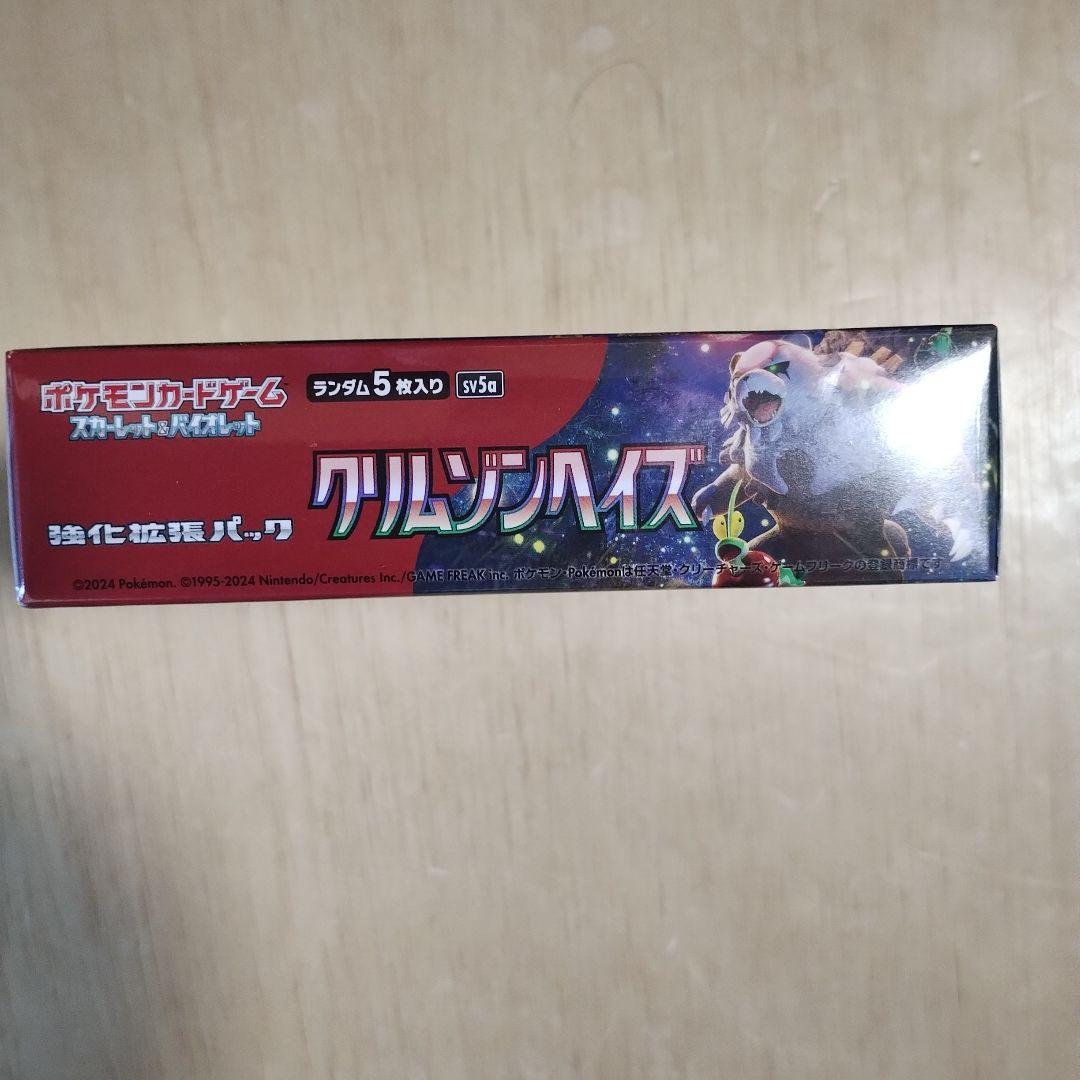 ポケモンカードゲーム™
スカーレット&バイオレット
ランダム5枚入り sv5a
クリムゾンヘイズ
強化拡張パック
©2024 Pokémon. ©1995-2024 Nintendo/Creatures Inc./GAME FREAK inc. ポケモン・Pokémonは任天堂・クリーチャーズ・ゲームフリークの登録商標です